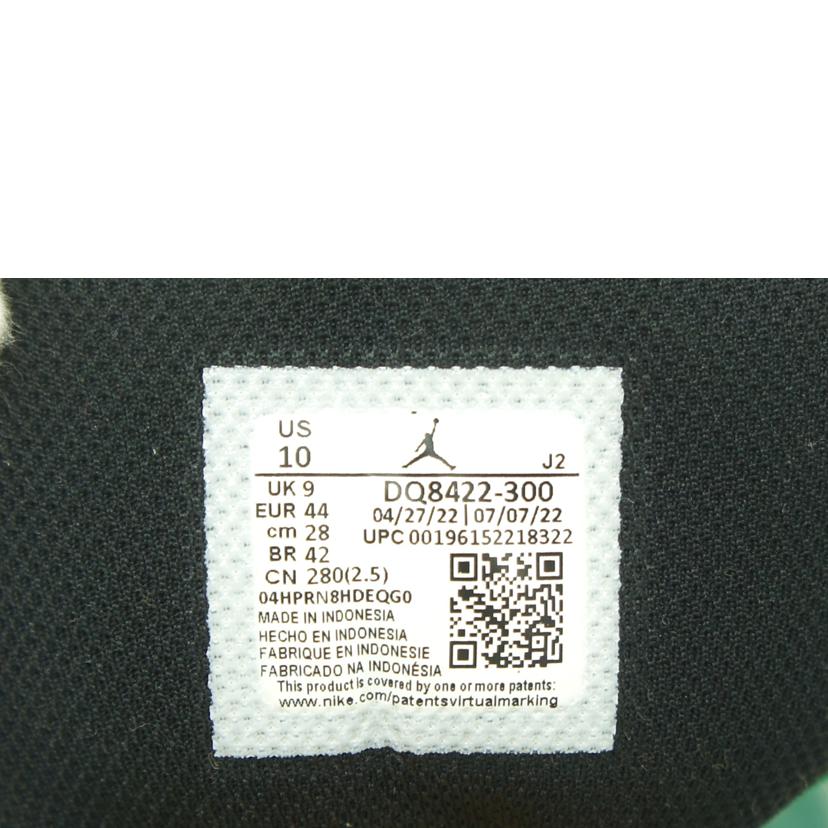 US
10
J2
UK 9
DQ8422-300
EUR 44
04/27/22 | 07/07/22
cm 28
UPC 00196152218322
BR 42
CN 280(2.5)
04HPRN8HDEQG0
MADE IN INDONESIA
HECHO EN INDONESIA
FABRIQUE EN INDONESIE
FABRICADO NA INDONÉSIA
This product is covered by one or more patents:
www.nike.com/patentsvirtualmarking